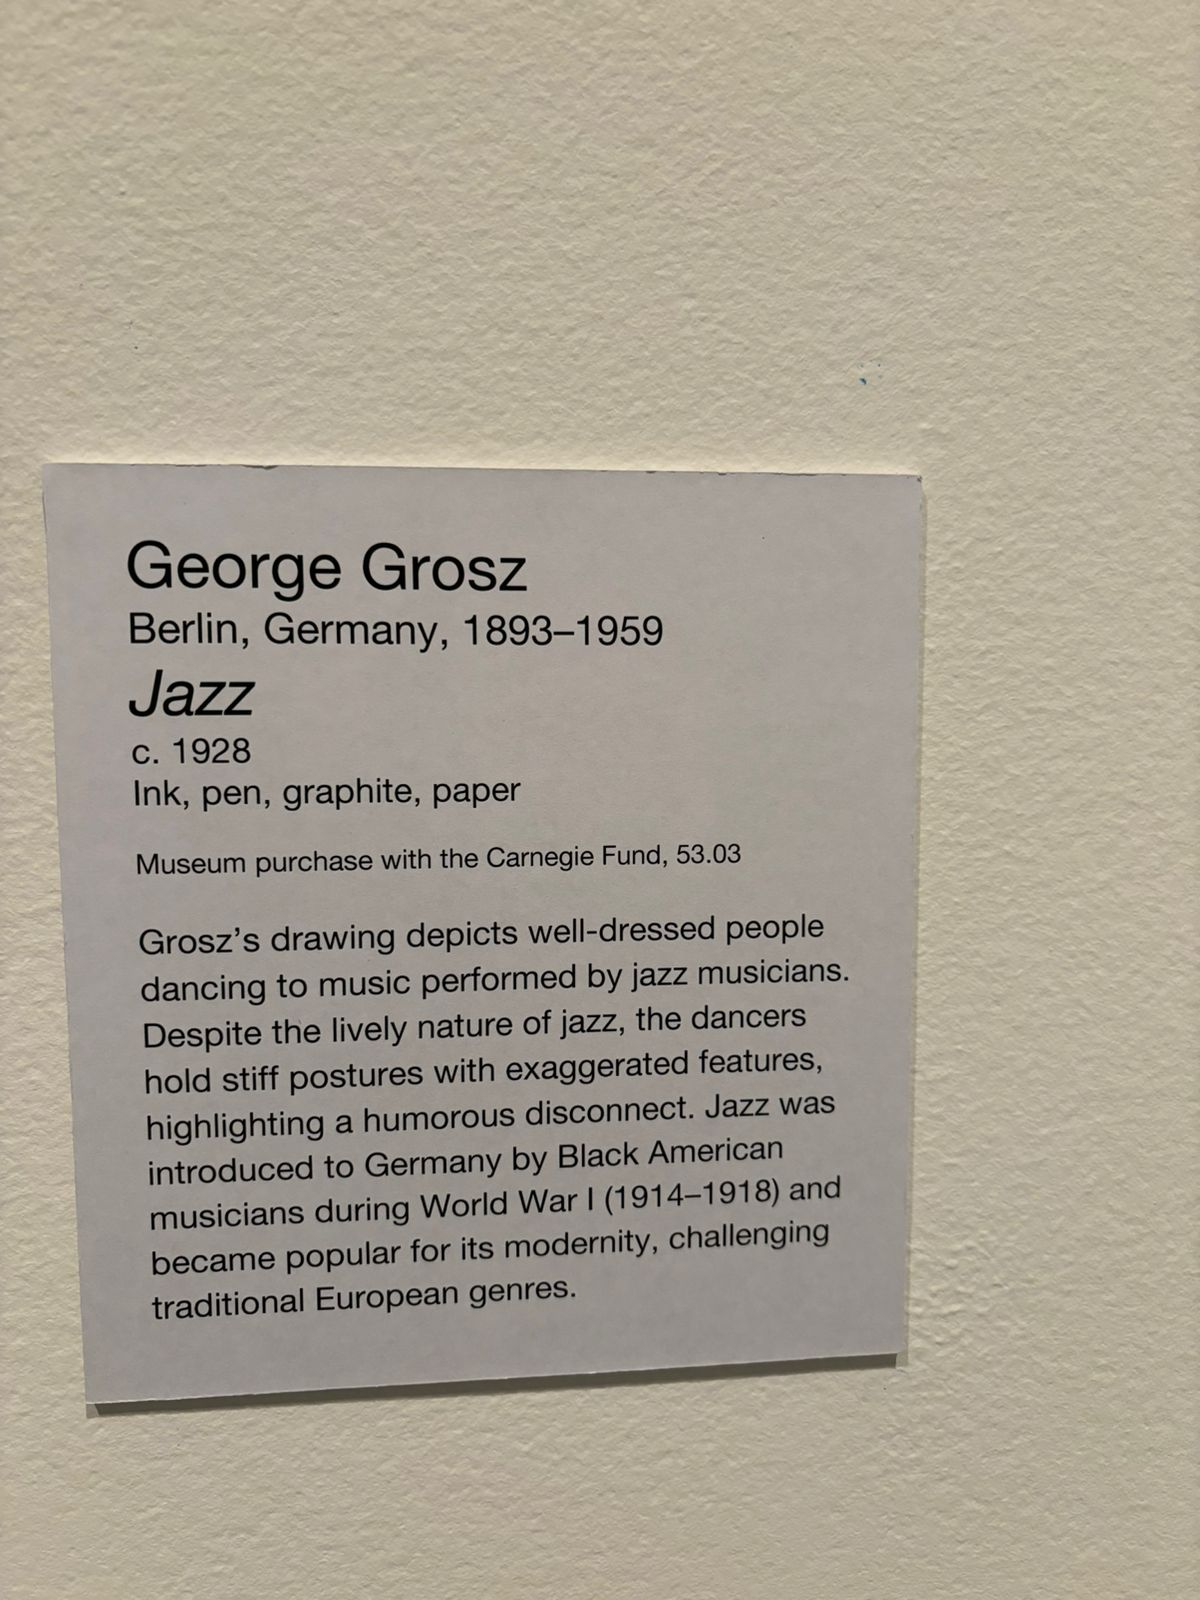 George Grosz
Berlin, Germany, 1893–1959
Jazz
c. 1928
Ink, pen, graphite, paper
Museum purchase with the Carnegie Fund, 53.03
Grosz’s drawing depicts well-dressed people
dancing to music performed by jazz musicians.
Despite the lively nature of jazz, the dancers
hold stiff postures with exaggerated features,
highlighting a humorous disconnect. Jazz was
introduced to Germany by Black American
musicians during World War I (1914–1918) and
became popular for its modernity, challenging
traditional European genres.